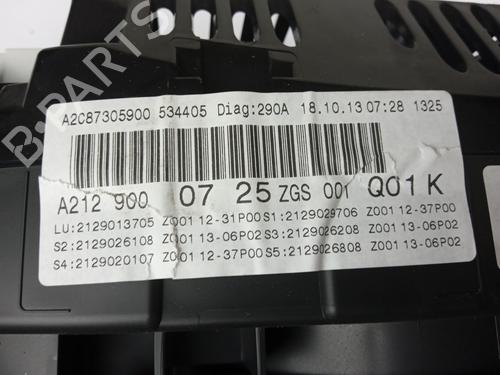 B-PARTS
A2C87305900 534405 Diag:290A 18.10.13 07:28 1325
A212 900 07 25 ZGS 001 Q01 K
LU:2129013705 Z001 12-31P00 S1:2129029706 Z001 12-37P00
S2:2129026108 Z001 13-06P02 S3:2129026208 Z001 13-06P02
S4:2129020107 Z001 12-37P00 S5:2129026808 Z001 13-06P02